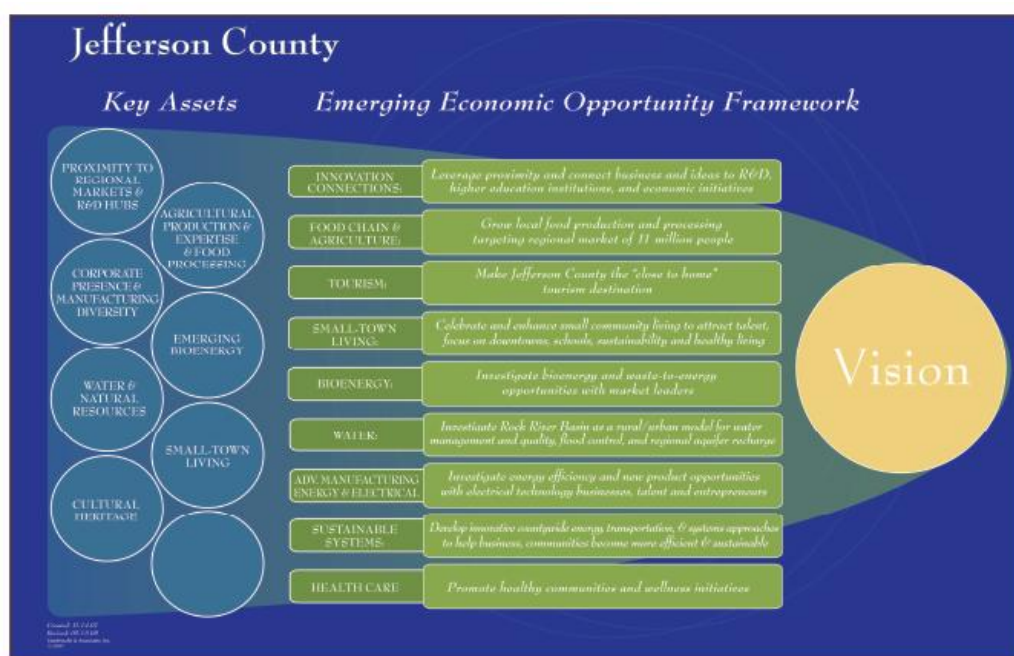 Jefferson County
Key Assets
Emerging Economic Opportunity Framework
PROXIMITY TO
REGIONAL
MARKETS &
R&D HUBS
AGRICULTURAL
PRODUCTION &
EXPERTISE
& FOOD
PROCESSING
CORPORATE
PRESENCE &
MANUFACTURING
DIVERSITY
EMERGING
BIOENERGY
WATER &
NATURAL
RESOURCES
SMALL-TOWN
LIVING
CULTURAL
HERITAGE
INNOVATION
CONNECTIONS:
Leverage proximity and connect business and ideas to R&D,
higher education institutions, and economic initiatives
FOOD CHAIN &
AGRICULTURE:
Grow local food production and processing
targeting regional market of 11 million people
TOURISM:
Make Jefferson County the "close to home"
tourism destination
SMALL-TOWN
LIVING:
Celebrate and enhance small community living to attract talent,
focus on downtowns, schools, sustainability and healthy living
BIOENERGY:
Investigate bioenergy and waste-to-energy
opportunities with market leaders
WATER:
Investigate Rock River Basin as a rural/urban model for water
management and quality, flood control, and regional aquifer recharge
ADV. MANUFACTURING
ENERGY & ELECTRICAL
Investigate energy efficiency and new product opportunities
with electrical technology businesses, talent and entrepreneurs
SUSTAINABLE
SYSTEMS:
Develop innovative countywide energy, transportation, & systems approaches
to help business, communities become more efficient & sustainable
HEALTH CARE
Promote healthy communities and wellness initiatives
Vision
Created:
Revised: